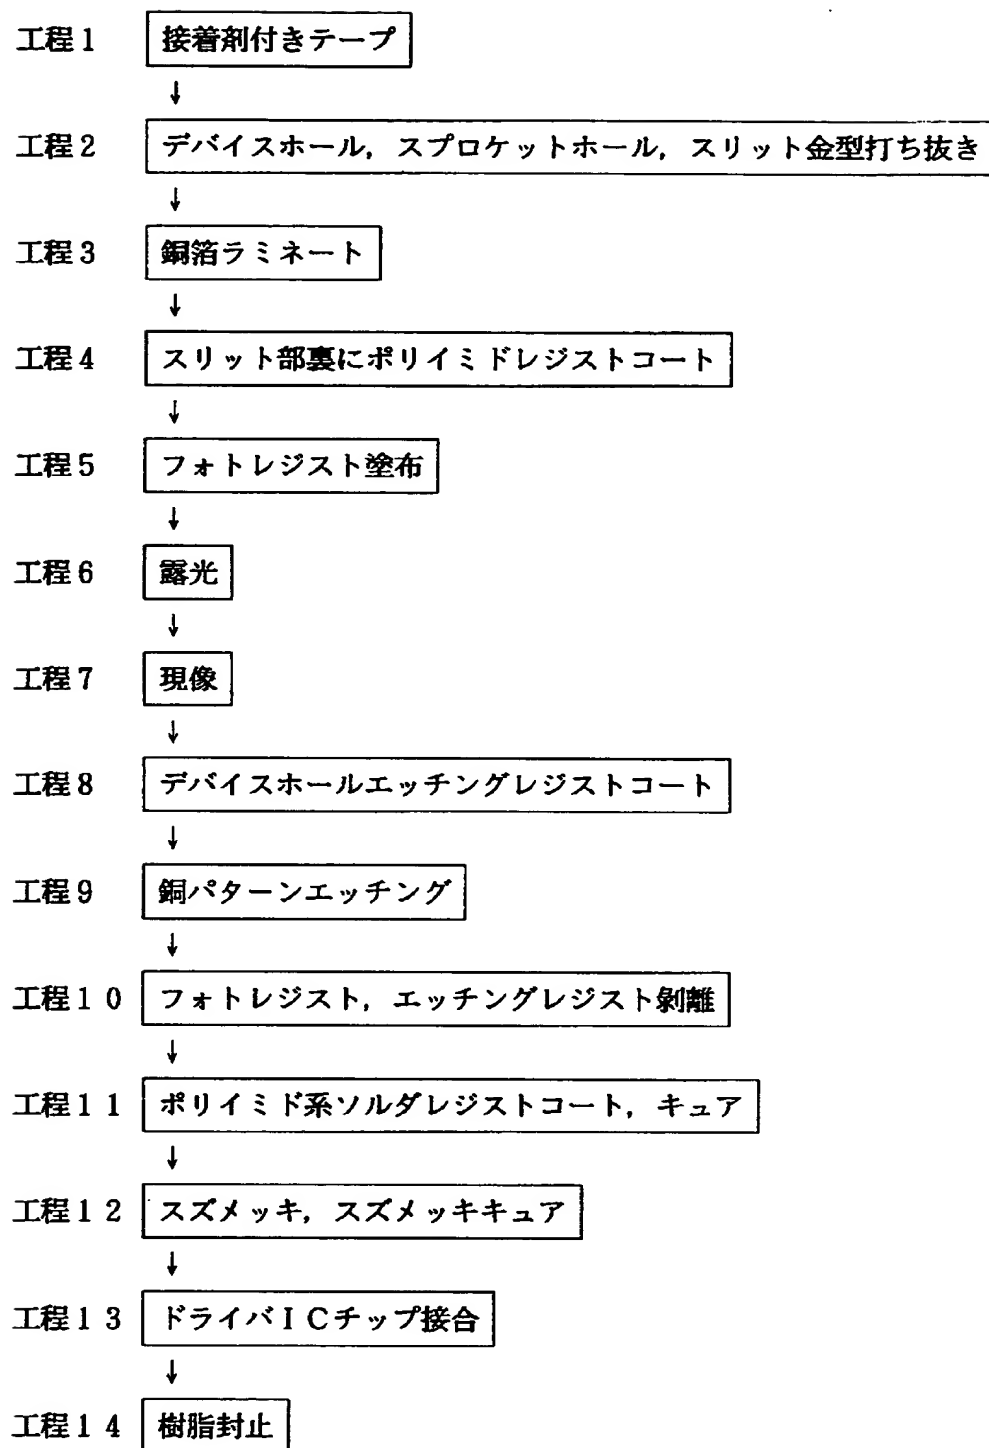 工程1 接着剤付きテープ
↓
工程2 デバイスホール，スプロケットホール，スリット金型打ち抜き
↓
工程3 銅箔ラミネート
↓
工程4 スリット部裏にポリイミドレジストコート
↓
工程5 フォトレジスト塗布
↓
工程6 露光
↓
工程7 現像
↓
工程8 デバイスホールエッチングレジストコート
↓
工程9 銅パターンエッチング
↓
工程10 フォトレジスト，エッチングレジスト剝離
↓
工程11 ポリイミド系ソルダレジストコート，キュア
↓
工程12 スズメッキ，スズメッキキュア
↓
工程13 ドライバICチップ接合
↓
工程14 樹脂封止